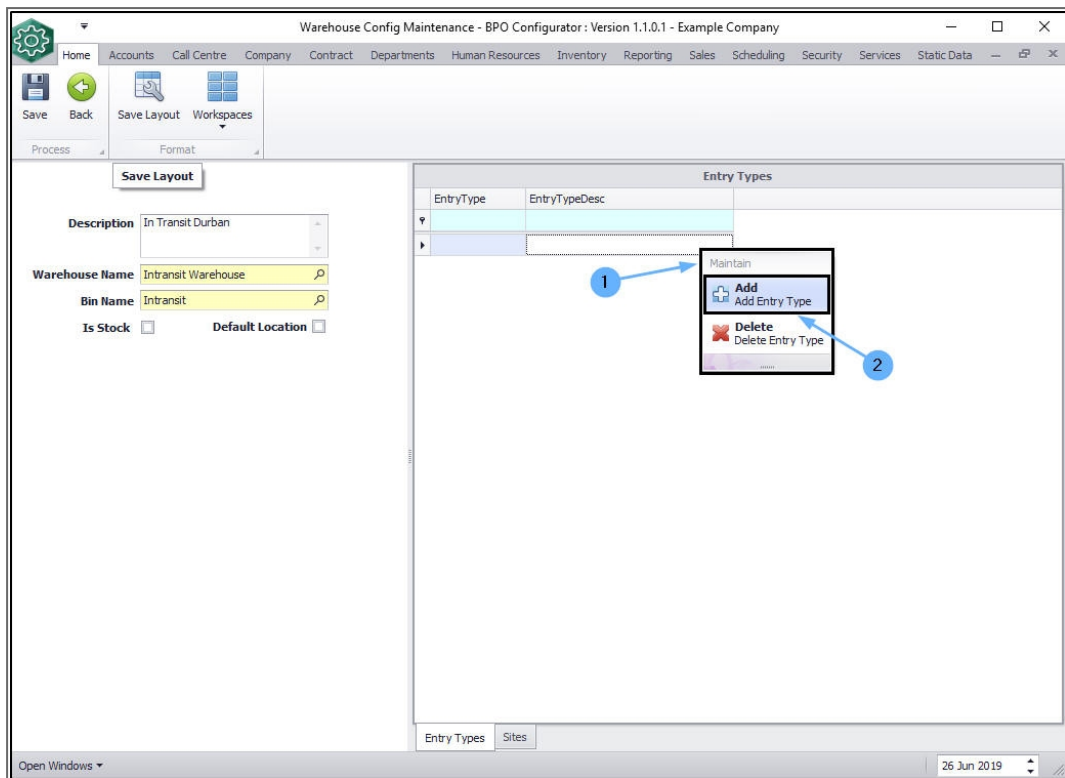 Warehouse Config Maintenance - BPO Configurator : Version 1.1.0.1 - Example Company
Home Accounts Call Centre Company Contract Departments Human Resources Inventory Reporting Sales Scheduling Security Services Static Data
Save Back Save Layout Workspaces
Process Format
Save Layout
Entry Types
EntryType EntryTypeDesc
Description In Transit Durban
Warehouse Name Intransit Warehouse
Bin Name Intransit
Is Stock Default Location
1
Maintain
Add
Add Entry Type
Delete
Delete Entry Type
2
Entry Types Sites
Open Windows 26 Jun 2019